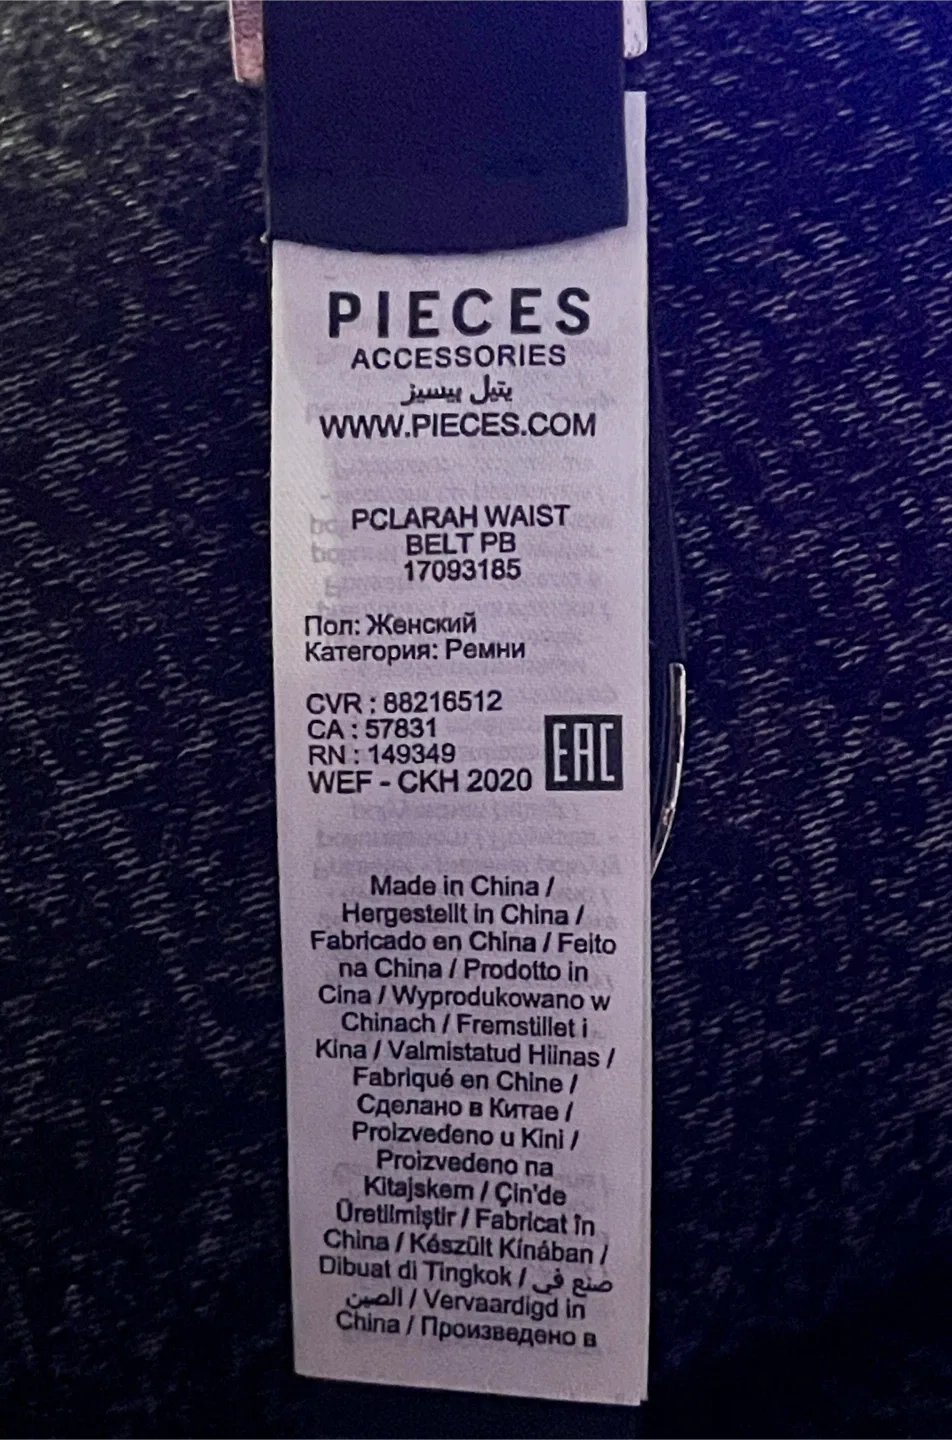 PIECES
ACCESSORIES
يتيل بييسيز
WWW.PIECES.COM
PCLARAH WAIST
BELT PB
17093185
Пол: Женский
Категория: Ремни
CVR : 88216512
CA : 57831
RN : 149349
WEF - CKH 2020
EAC
Made in China /
Hergestellt in China /
Fabricado en China / Feito
na China / Prodotto in
Cina / Wyprodukowano w
Chinach / Fremstillet i
Kina / Valmistatud Hiinas /
Fabriqué en Chine /
Сделано в Китае /
Proizvedeno u Kini /
Proizvedeno na
Kitajskem / Çin'de
Üretilmiştir / Fabricat în
China / Készült Kínában /
Dibuat di Tingkok / صنع في
الصين / Vervaardigd in
China / Произведено в